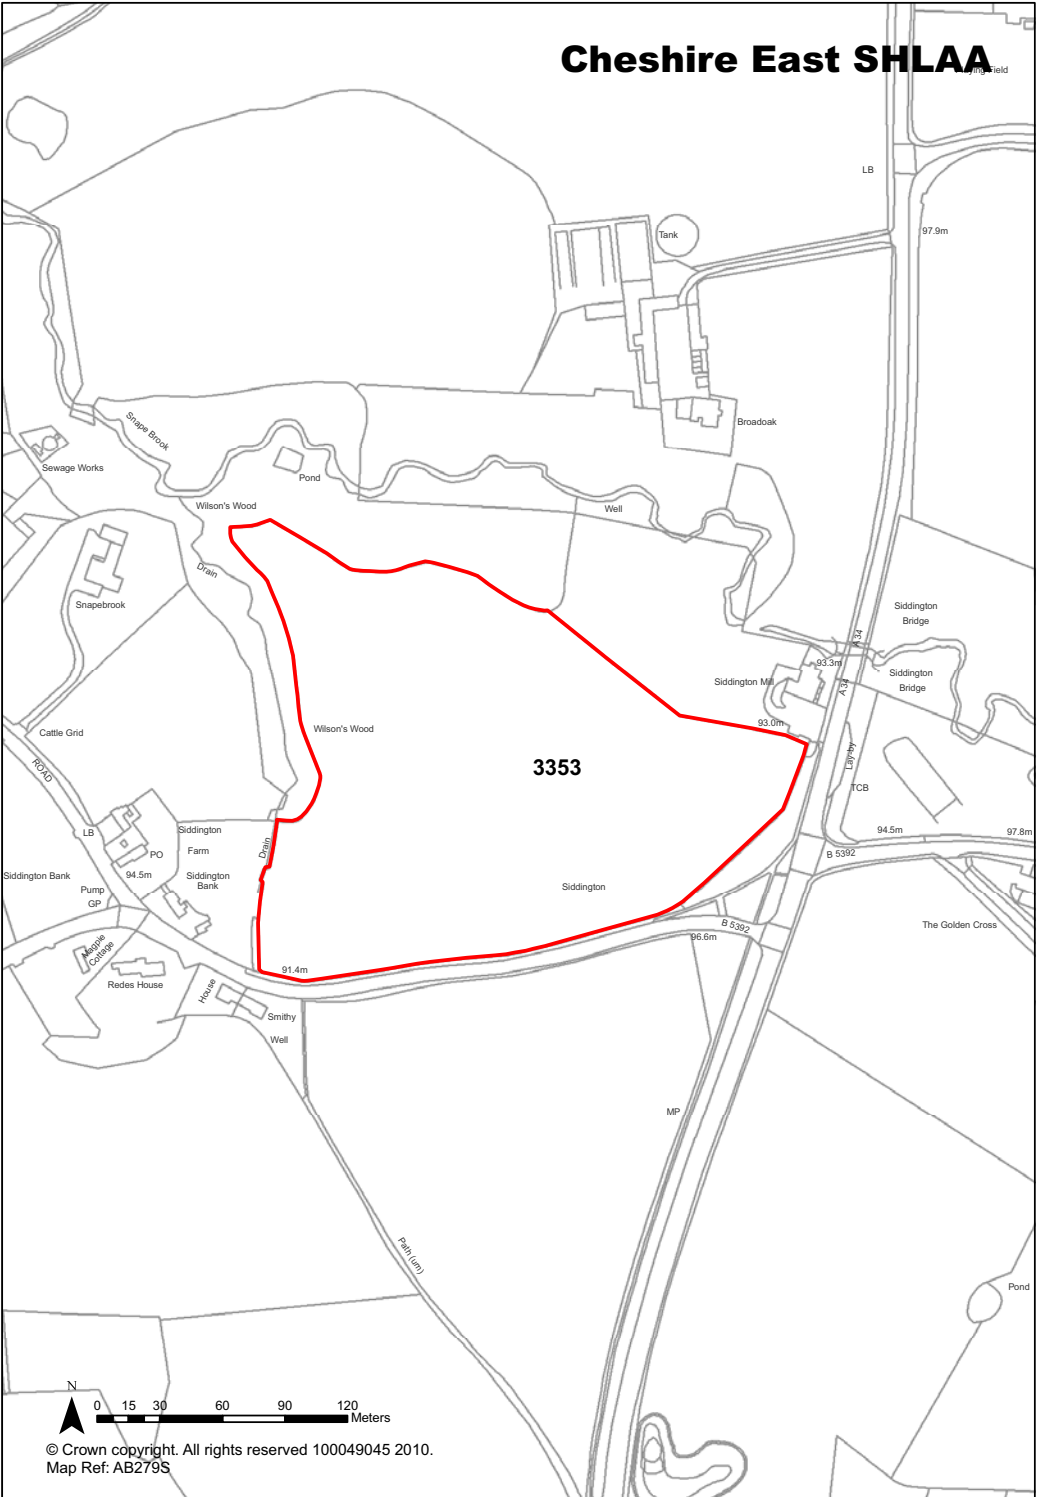 Cheshire East SHLAA
Playing Field
LB
97.9m
Tank
Broadoak
Snape Brook
Sewage Works
Pond
Wilson's Wood
Well
Drain
Snapebrook
Siddington
Bridge
A 34
93.3m
Siddington
Bridge
Siddington Mill
A 34
93.0m
Wilson's Wood
Cattle Grid
ROAD
Lay-by
3353
TCB
94.5m
97.8m
LB
Siddington
Farm
PO
Drain
B 5392
94.5m
Siddington Bank
Siddington
Bank
Siddington
Pump
GP
B 5392
The Golden Cross
96.6m
Magpie
Cottage
91.4m
Redes House
House
Smithy
Well
MP
Path (um)
Pond
N
0 15 30 60 90 120
Meters
© Crown copyright. All rights reserved 100049045 2010.
Map Ref: AB279S